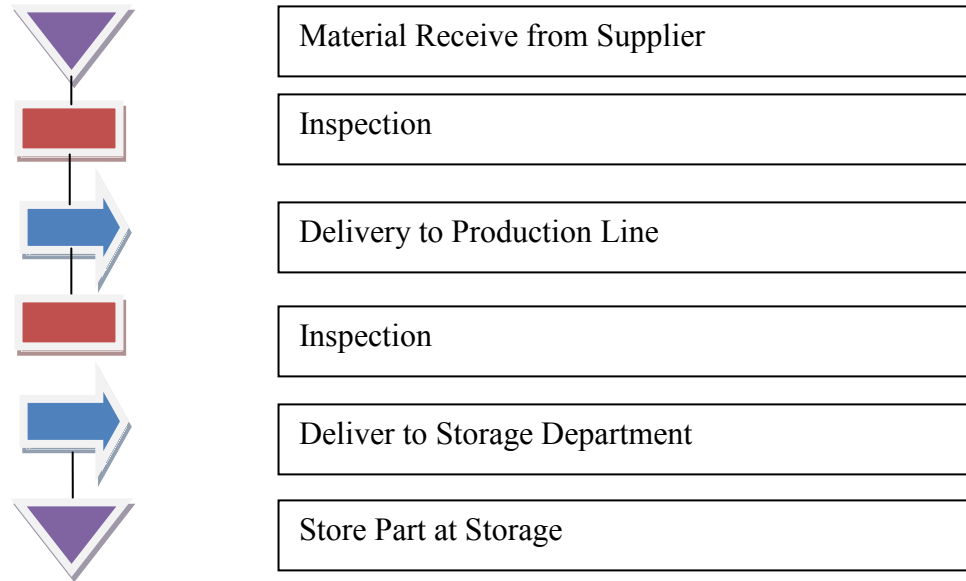 Material Receive from Supplier
Inspection
Delivery to Production Line
Inspection
Deliver to Storage Department
Store Part at Storage